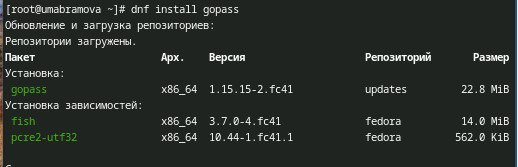 [root@umabramova ~]# dnf install gopass
Обновление и загрузка репозиториев:
Репозитории загружены.
Пакет Арх. Версия Репозиторий Размер
Установка:
gopass x86_64 1.15.15-2.fc41 updates 22.8 MiB
Установка зависимостей:
fish x86_64 3.7.0-4.fc41 fedora 14.0 MiB
pcre2-utf32 x86_64 10.44-1.fc41.1 fedora 562.0 KiB